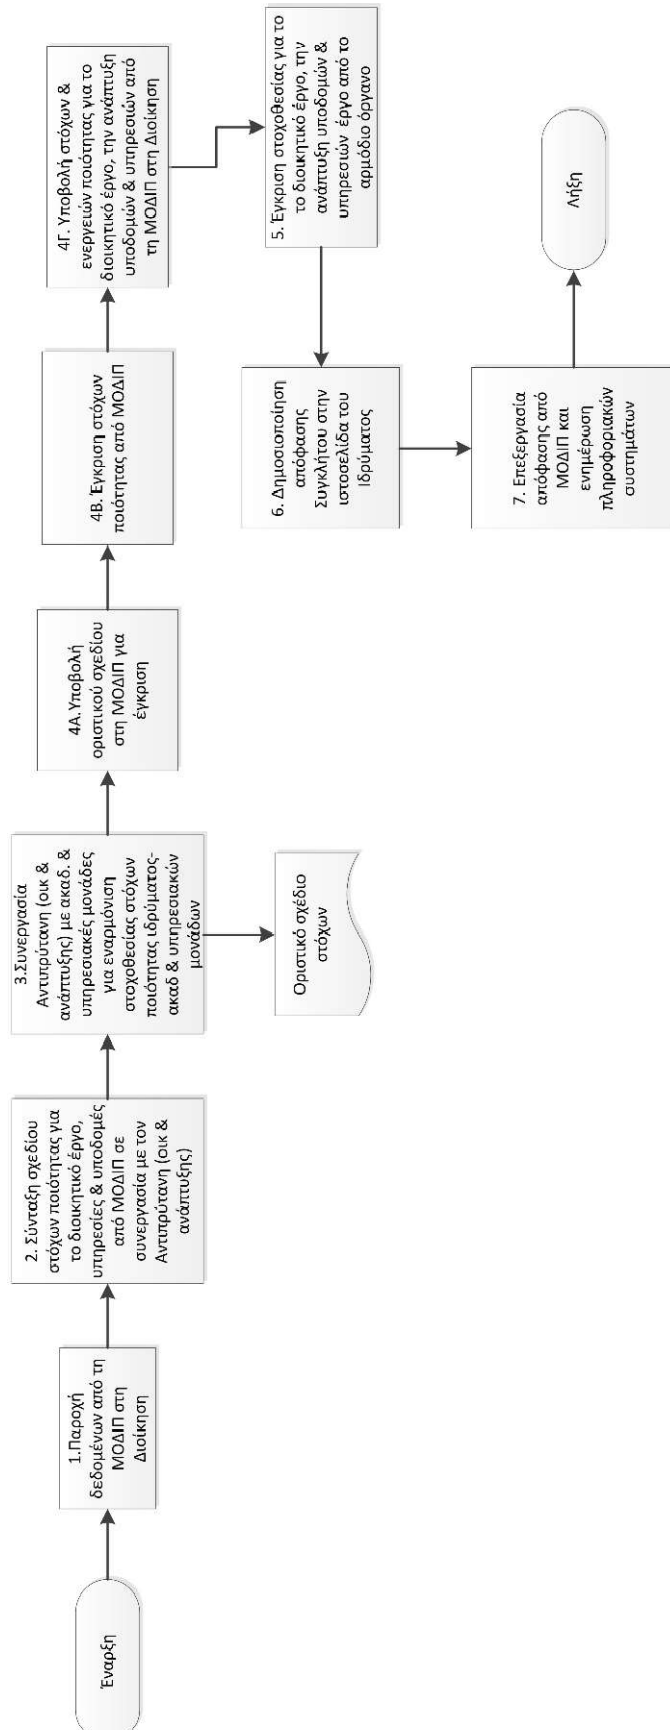 Έναρξη
1.Παροχή
δεδομένων από τη
ΜΟΔΙΠ στη
Διοίκηση
2. Σύνταξη σχεδίου
στόχων ποιότητας για
το διοικητικό έργο,
υπηρεσίες & υποδομές
από ΜΟΔΙΠ σε
συνεργασία με τον
Αντιπρύτανη (οικ &
ανάπτυξης)
3.Συνεργασία
Αντιπρύτανη (οικ &
ανάπτυξης) με ακαδ. &
υπηρεσιακές μονάδες
για εναρμόνιση
στοχοθεσίας στόχων
ποιότητας ιδρύματος-
ακαδ & υπηρεσιακών
μονάδων
Οριστικό σχέδιο
στόχων
4Α.Υποβολή
οριστικού σχεδίου
στη ΜΟΔΙΠ για
έγκριση
4Β. Έγκριση στόχων
ποιότητας από ΜΟΔΙΠ
4Γ. Υποβολή στόχων &
ενεργειών ποιότητας για το
διοικητικό έργο, την ανάπτυξη
υποδομών & υπηρεσιών από
τη ΜΟΔΙΠ στη Διοίκηση
5. Έγκριση στοχοθεσίας για το
το διοικητικό έργο, την
ανάπτυξη υποδομών &
υπηρεσιών έργο από το
αρμόδιο όργανο
6. Δημοσιοποίηση
απόφασης
Συγκλήτου στην
ιστοσελίδα του
Ιδρύματος
7. Επεξεργασία
απόφασης από
ΜΟΔΙΠ και
ενημέρωση
πληροφοριακών
συστημάτων
Λήξη